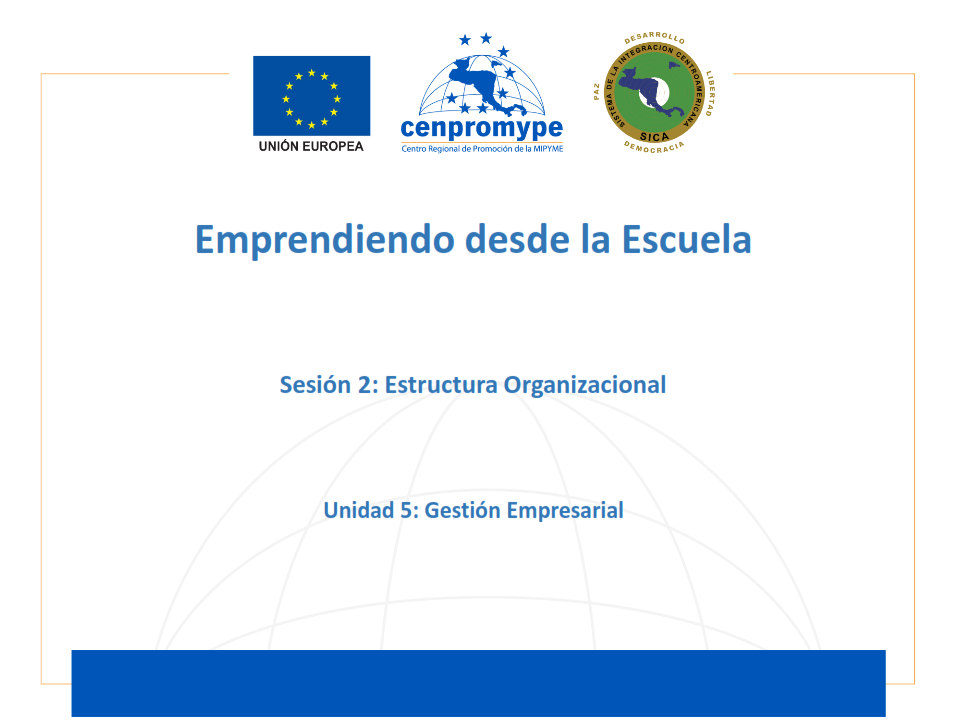 UNIÓN EUROPEA
cenpromype
Centro Regional de Promoción de la MIPYME
DESARROLLO
PAZ
LIBERTAD
DEMOCRACIA
SISTEMA DE LA INTEGRACION CENTROAMERICANA
SICA
Emprendiendo desde la Escuela
Sesión 2: Estructura Organizacional
Unidad 5: Gestión Empresarial